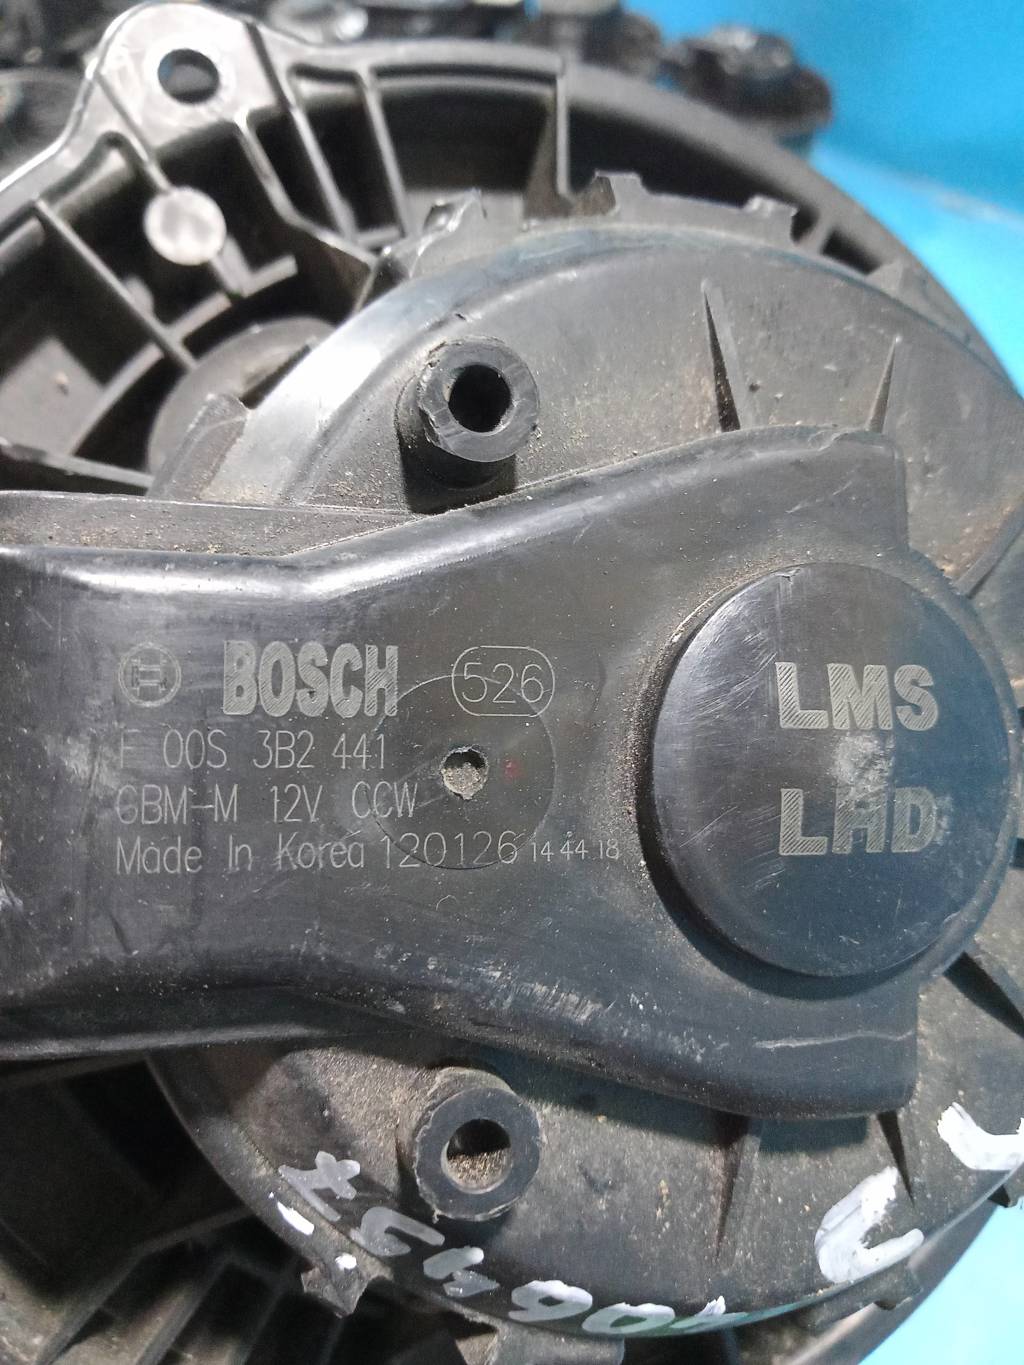 BOSCH 526
F 00S 3B2 441
GBM-M 12V CCW
Made In Korea 120126 14 44 18
LMS
LHD